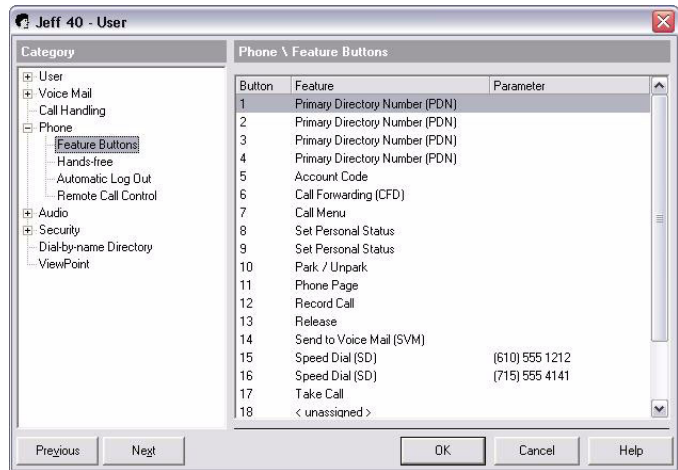 Jeff 40 - User
Category
User
Voice Mail
Call Handling
Phone
Feature Buttons
Hands-free
Automatic Log Out
Remote Call Control
Audio
Security
Dial-by-name Directory
ViewPoint
Phone \ Feature Buttons
Button Feature Parameter
1 Primary Directory Number (PDN)
2 Primary Directory Number (PDN)
3 Primary Directory Number (PDN)
4 Primary Directory Number (PDN)
5 Account Code
6 Call Forwarding (CFD)
7 Call Menu
8 Set Personal Status
9 Set Personal Status
10 Park / Unpark
11 Phone Page
12 Record Call
13 Release
14 Send to Voice Mail (SVM)
15 Speed Dial (SD) (610) 555 1212
16 Speed Dial (SD) (715) 555 4141
17 Take Call
18 < unassigned >
Previous Next OK Cancel Help